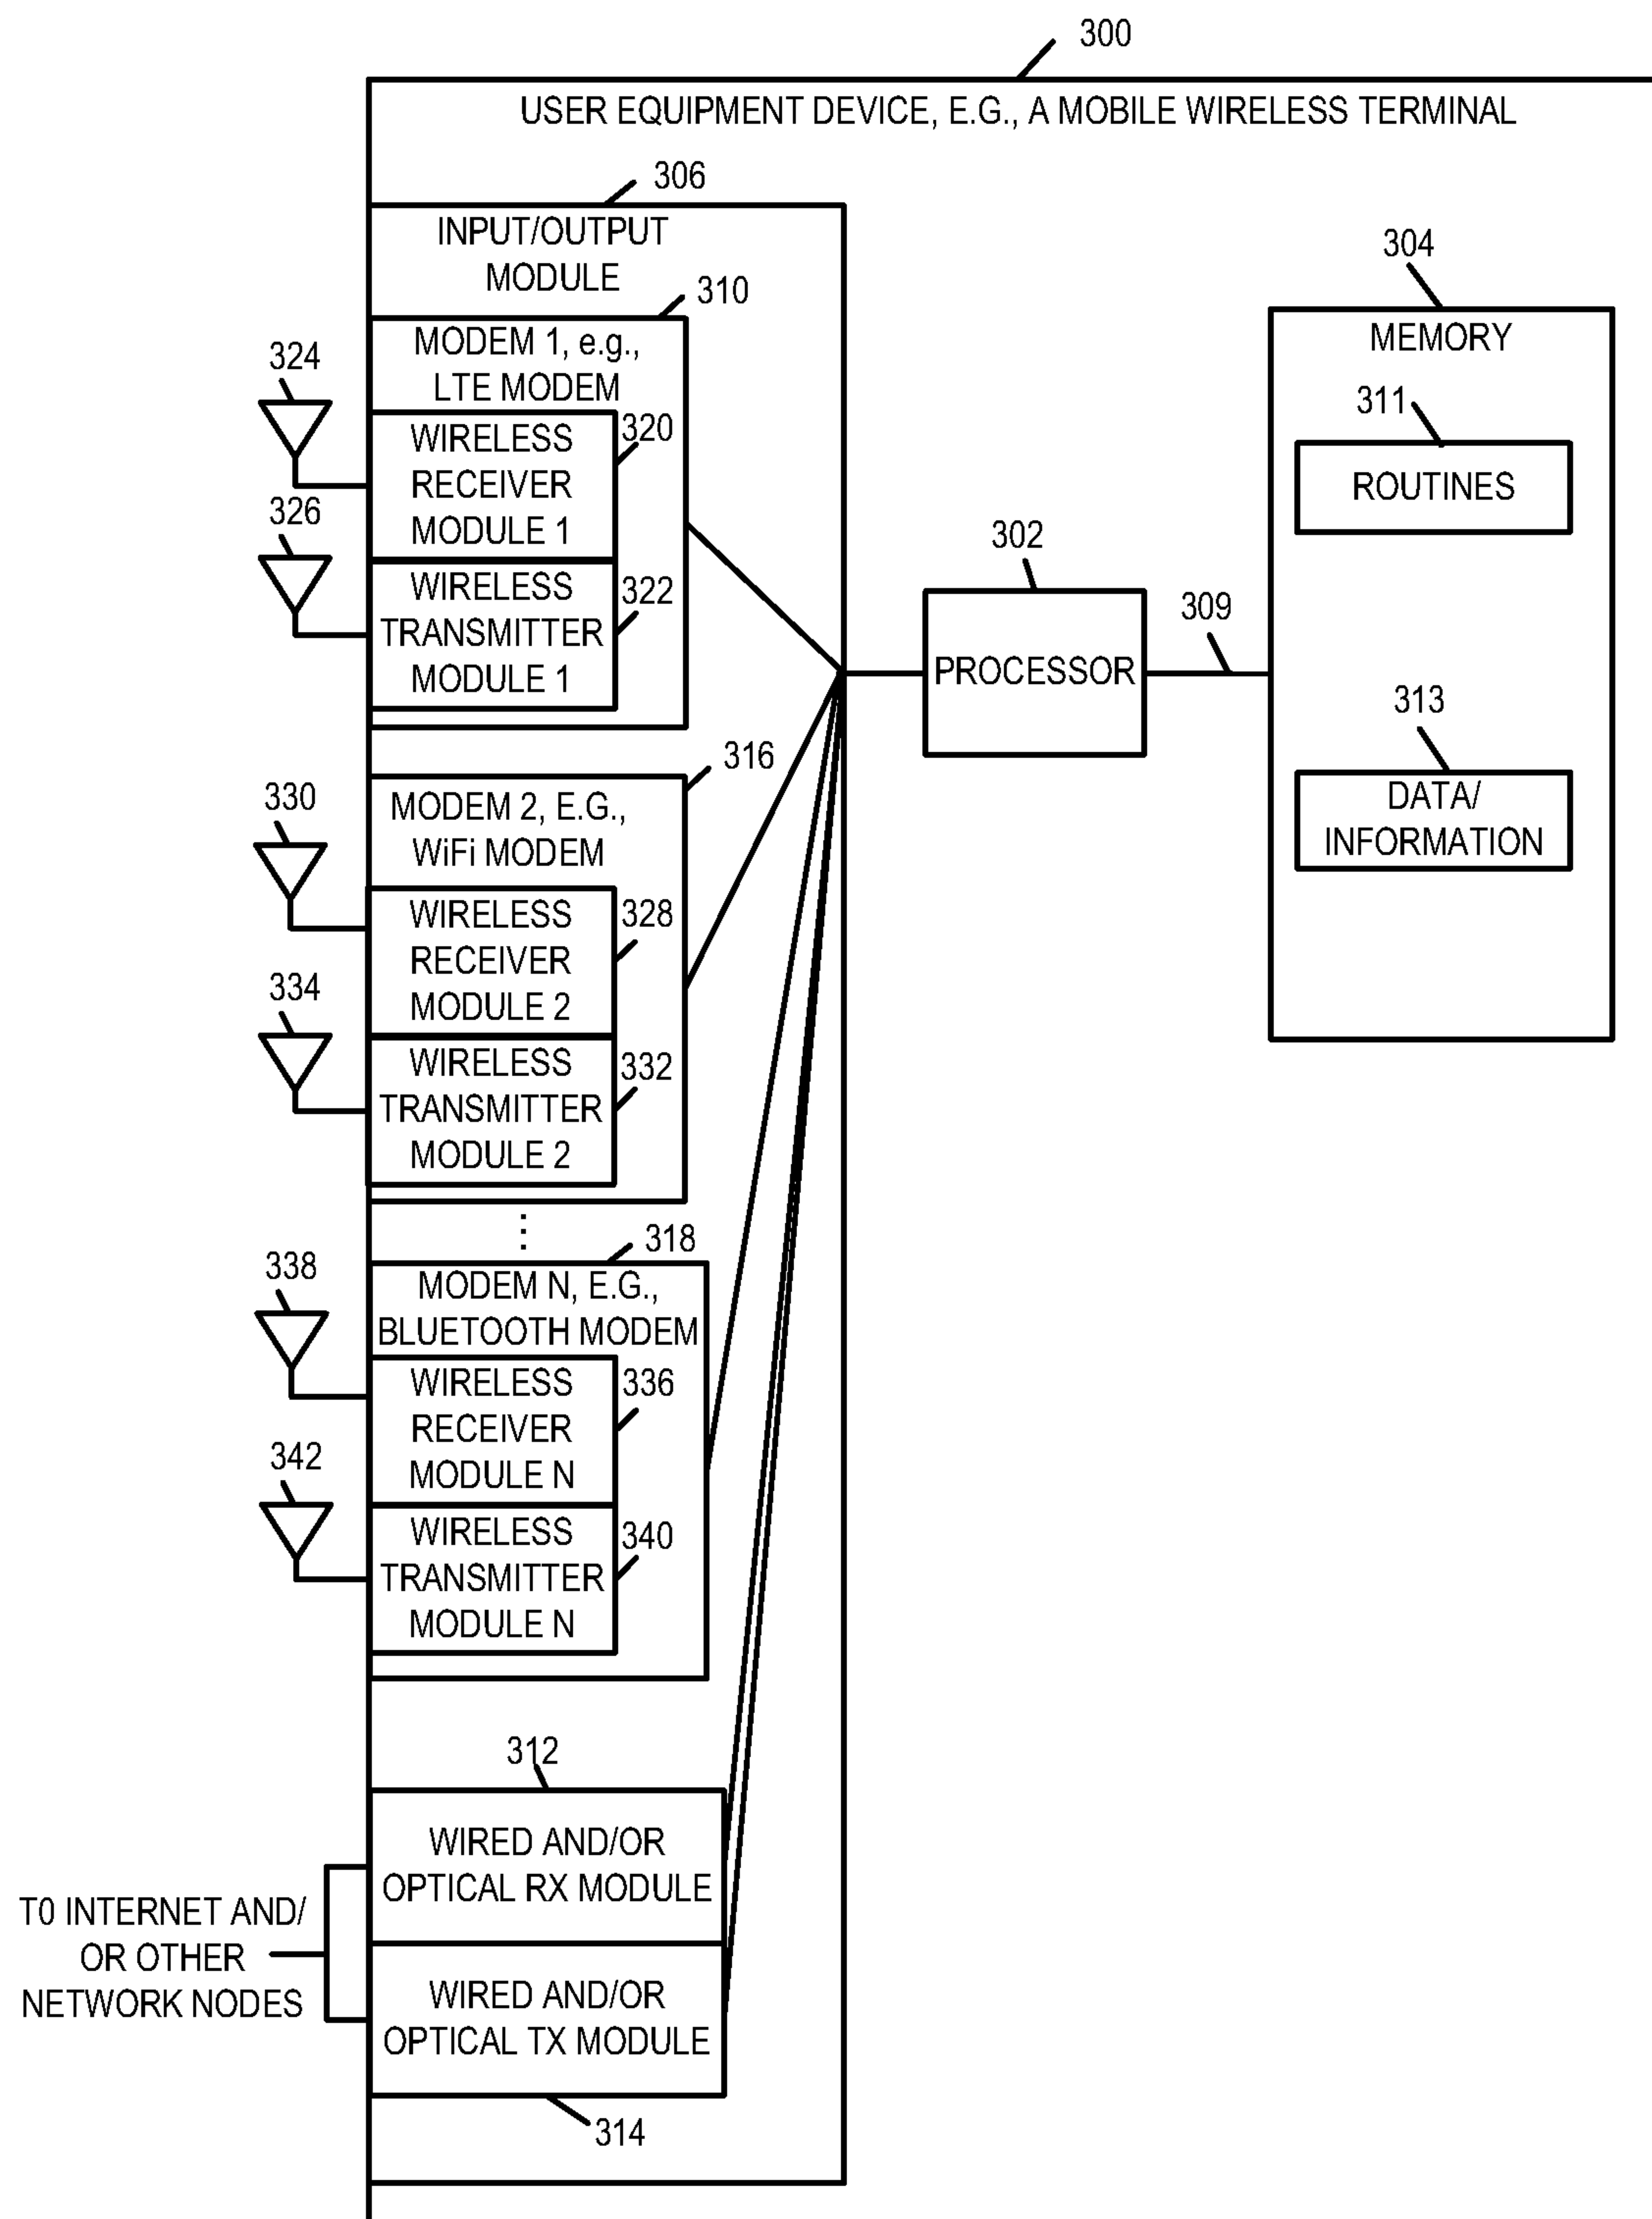 300
USER EQUIPMENT DEVICE, E.G., A MOBILE WIRELESS TERMINAL
306
INPUT/OUTPUT
MODULE
310
MODEM 1, e.g.,
LTE MODEM
324
WIRELESS
RECEIVER
MODULE 1
320
326
WIRELESS
TRANSMITTER
MODULE 1
322
316
MODEM 2, E.G.,
WiFi MODEM
330
WIRELESS
RECEIVER
MODULE 2
328
334
WIRELESS
TRANSMITTER
MODULE 2
332
⋮
318
MODEM N, E.G.,
BLUETOOTH MODEM
338
WIRELESS
RECEIVER
MODULE N
336
342
WIRELESS
TRANSMITTER
MODULE N
340
312
WIRED AND/OR
OPTICAL RX MODULE
T0 INTERNET AND/
OR OTHER
NETWORK NODES
WIRED AND/OR
OPTICAL TX MODULE
314
302
PROCESSOR
309
304
MEMORY
311
ROUTINES
313
DATA/
INFORMATION